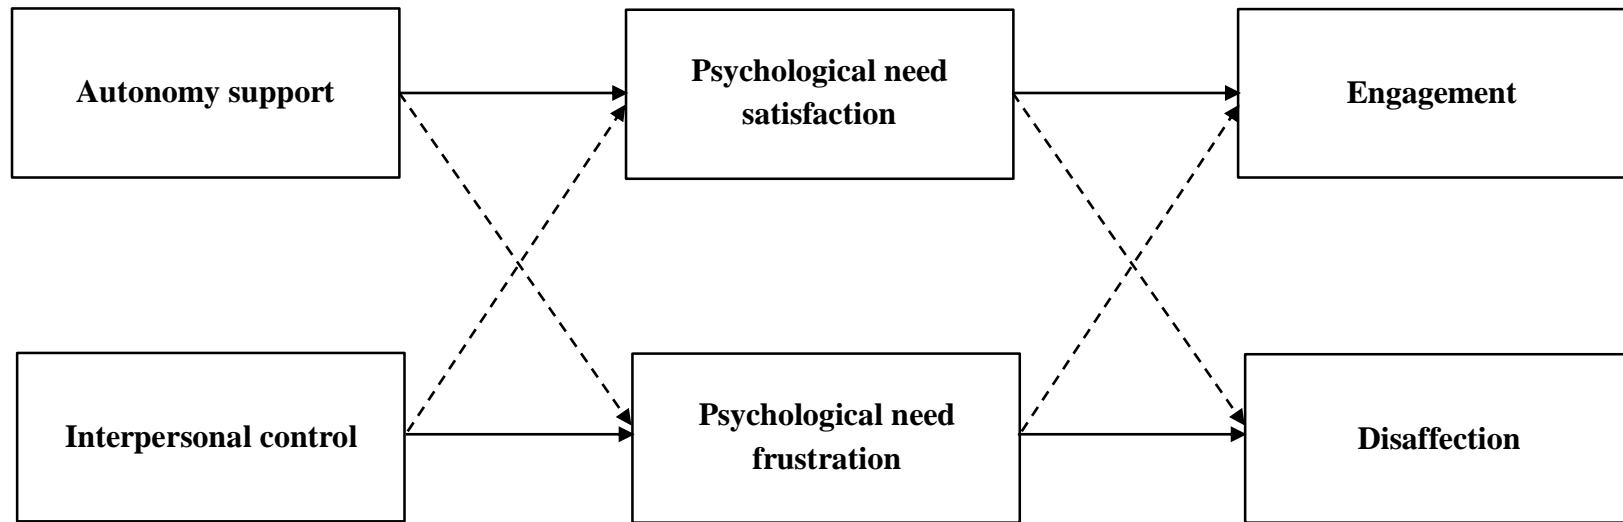 Autonomy support
Psychological need
satisfaction
Engagement
Interpersonal control
Psychological need
frustration
Disaffection